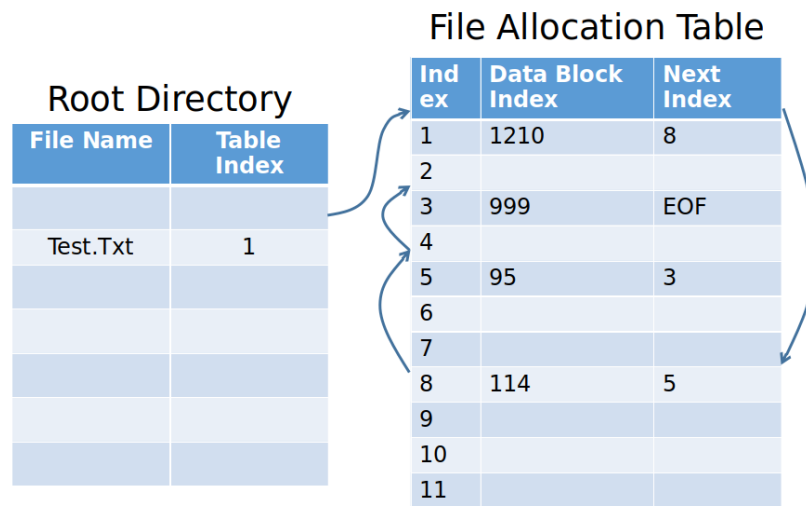 File Allocation Table
Root Directory
File Name Table
Index
Test.Txt 1
Ind
ex Data Block
Index Next
Index
1 1210 8
2
3 999 EOF
4
5 95 3
6
7
8 114 5
9
10
11